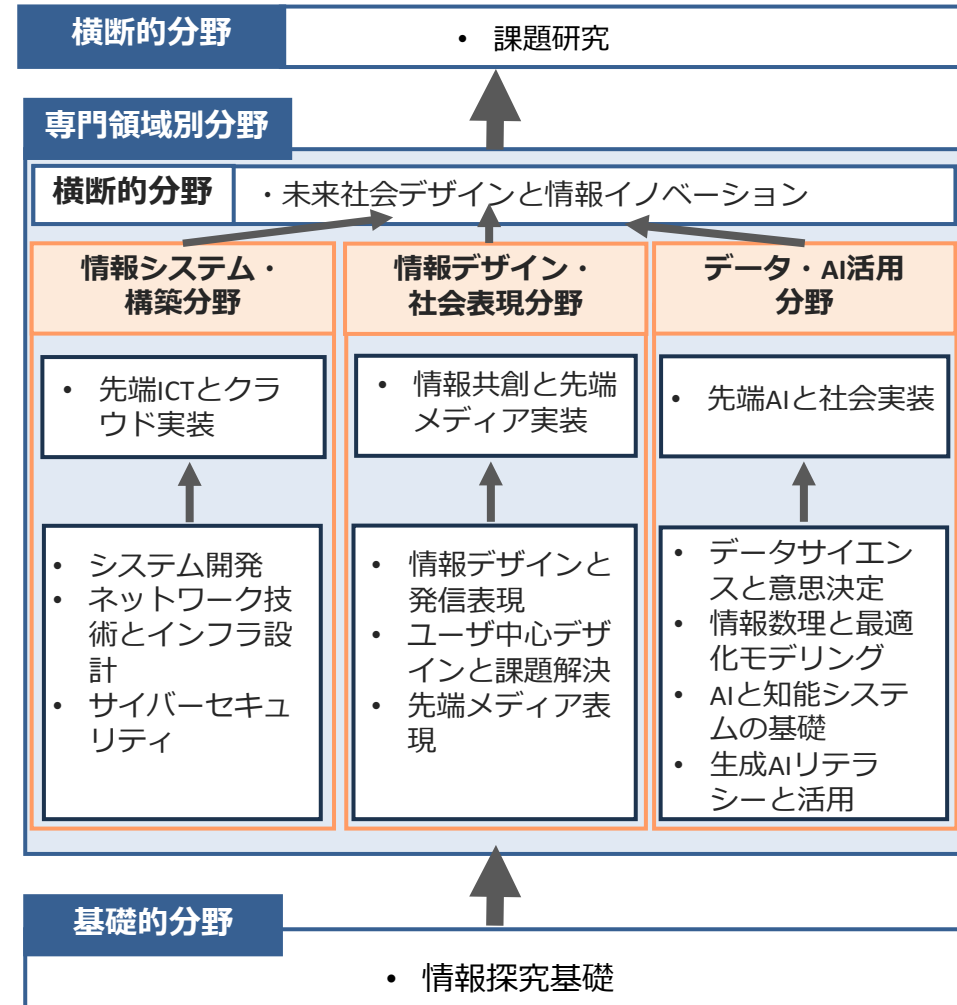 横断的分野
• 課題研究
専門領域別分野
横断的分野
・未来社会デザインと情報イノベーション
情報システム・
構築分野
• 先端ICTとクラ
ウド実装
• システム開発
• ネットワーク技
術とインフラ設
計
• サイバーセキュ
リティ
情報デザイン・
社会表現分野
• 情報共創と先端
メディア実装
• 情報デザインと
発信表現
• ユーザ中心デザ
インと課題解決
• 先端メディア表
現
データ・AI活用
分野
• 先端AIと社会実装
• データサイエン
スと意思決定
• 情報数理と最適
化モデリング
• AIと知能システ
ムの基礎
• 生成AIリテラ
シーと活用
基礎的分野
• 情報探究基礎